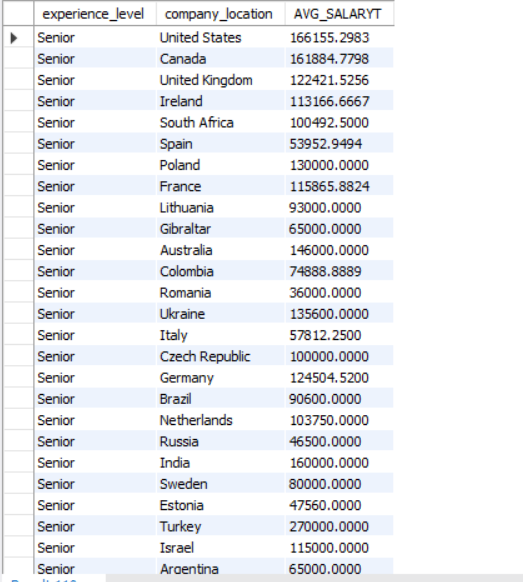 experience_level company_location AVG_SALARYT
Senior United States 166155.2983
Senior Canada 161884.7798
Senior United Kingdom 122421.5256
Senior Ireland 113166.6667
Senior South Africa 100492.5000
Senior Spain 53952.9494
Senior Poland 130000.0000
Senior France 115865.8824
Senior Lithuania 93000.0000
Senior Gibraltar 65000.0000
Senior Australia 146000.0000
Senior Colombia 74888.8889
Senior Romania 36000.0000
Senior Ukraine 135600.0000
Senior Italy 57812.2500
Senior Czech Republic 100000.0000
Senior Germany 124504.5200
Senior Brazil 90600.0000
Senior Netherlands 103750.0000
Senior Russia 46500.0000
Senior India 160000.0000
Senior Sweden 80000.0000
Senior Estonia 47560.0000
Senior Turkey 270000.0000
Senior Israel 115000.0000
Senior Argentina 65000.0000